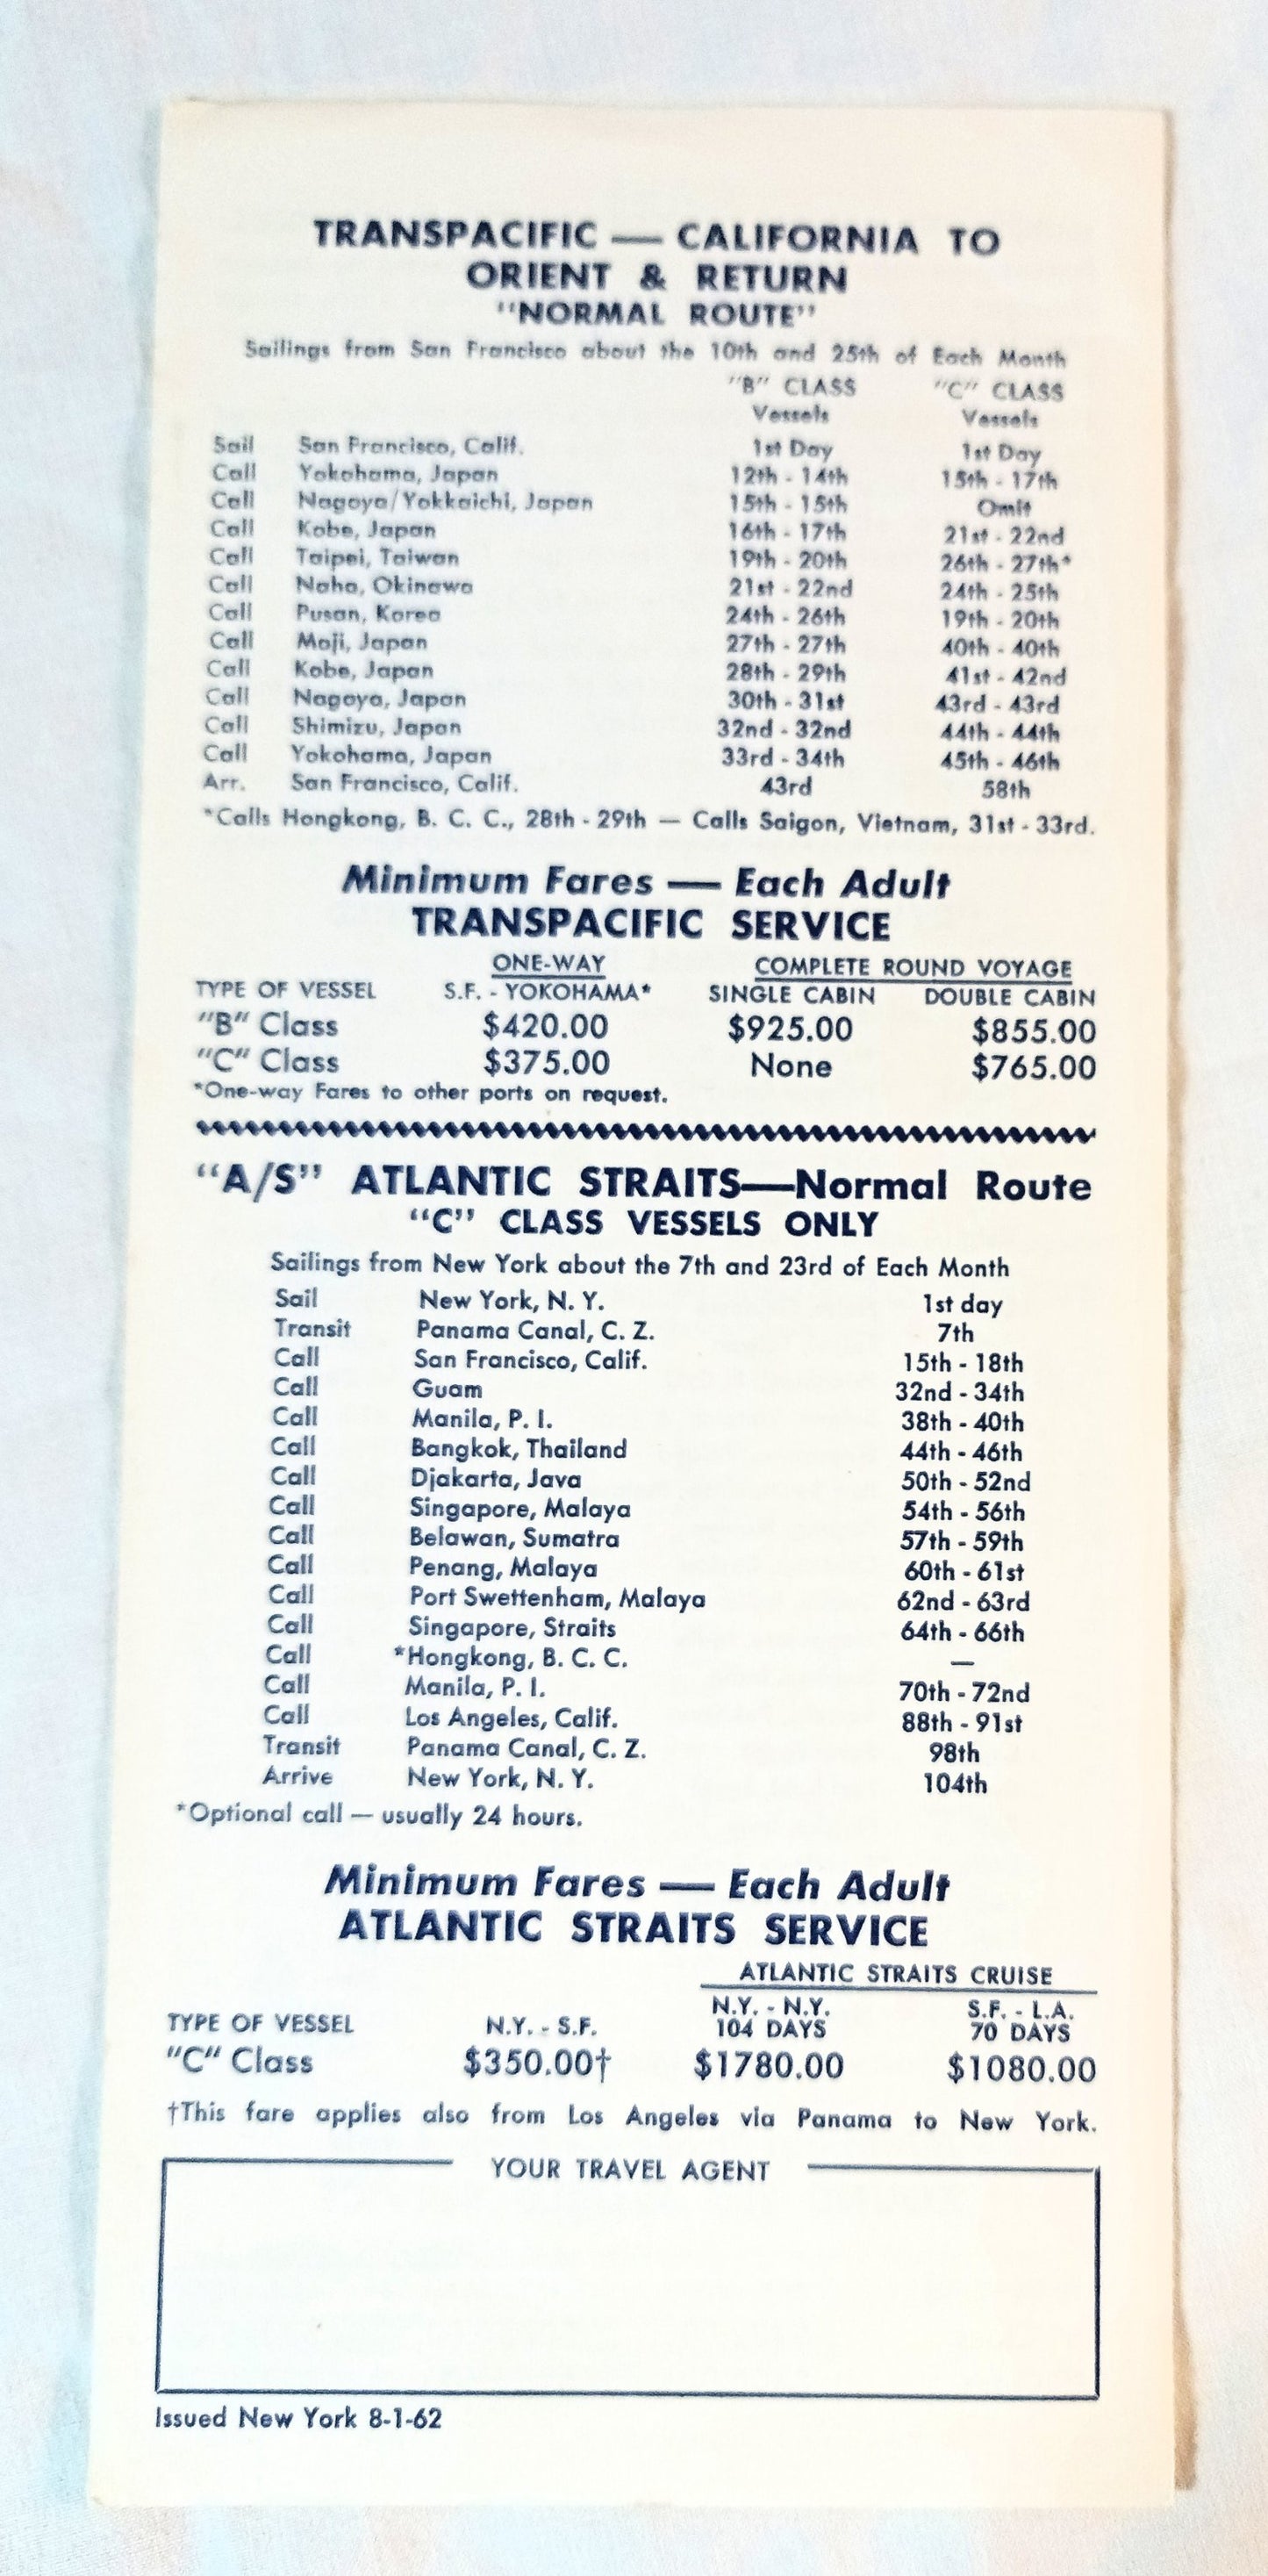 TRANSPACIFIC — CALIFORNIA TO
ORIENT & RETURN
"NORMAL ROUTE"
Sailings from San Francisco about the 10th and 25th of Each Month
"B" CLASS "C" CLASS
Vessels Vessels
Sail San Francisco, Calif. 1st Day 1st Day
Call Yokohama, Japan 12th - 14th 15th - 17th
Call Nagoya/Yokkaichi, Japan 15th - 15th Omit
Call Kobe, Japan 16th - 17th 21st - 22nd
Call Taipei, Taiwan 19th - 20th 26th - 27th*
Call Naha, Okinawa 21st - 22nd 24th - 25th
Call Pusan, Korea 24th - 26th 19th - 20th
Call Moji, Japan 27th - 27th 40th - 40th
Call Kobe, Japan 28th - 29th 41st - 42nd
Call Nagoya, Japan 30th - 31st 43rd - 43rd
Call Shimizu, Japan 32nd - 32nd 44th - 44th
Call Yokohama, Japan 33rd - 34th 45th - 46th
Arr. San Francisco, Calif. 43rd 58th
*Calls Hongkong, B. C. C., 28th - 29th — Calls Saigon, Vietnam, 31st - 33rd.
Minimum Fares — Each Adult
TRANSPACIFIC SERVICE
ONE-WAY COMPLETE ROUND VOYAGE
TYPE OF VESSEL S.F. - YOKOHAMA* SINGLE CABIN DOUBLE CABIN
"B" Class $420.00 $925.00 $855.00
"C" Class $375.00 None $765.00
*One-way Fares to other ports on request.
"A/S" ATLANTIC STRAITS—Normal Route
"C" CLASS VESSELS ONLY
Sailings from New York about the 7th and 23rd of Each Month
Sail New York, N. Y. 1st day
Transit Panama Canal, C. Z. 7th
Call San Francisco, Calif. 15th - 18th
Call Guam 32nd - 34th
Call Manila, P. I. 38th - 40th
Call Bangkok, Thailand 44th - 46th
Call Djakarta, Java 50th - 52nd
Call Singapore, Malaya 54th - 56th
Call Belawan, Sumatra 57th - 59th
Call Penang, Malaya 60th - 61st
Call Port Swettenham, Malaya 62nd - 63rd
Call Singapore, Straits 64th - 66th
Call *Hongkong, B. C. C. —
Call Manila, P. I. 70th - 72nd
Call Los Angeles, Calif. 88th - 91st
Transit Panama Canal, C. Z. 98th
Arrive New York, N. Y. 104th
*Optional call — usually 24 hours.
Minimum Fares — Each Adult
ATLANTIC STRAITS SERVICE
ATLANTIC STRAITS CRUISE
N.Y. - N.Y. S.F. - L.A.
TYPE OF VESSEL N.Y. - S.F. 104 DAYS 70 DAYS
"C" Class $350.00† $1780.00 $1080.00
†This fare applies also from Los Angeles via Panama to New York.
YOUR TRAVEL AGENT
Issued New York 8-1-62